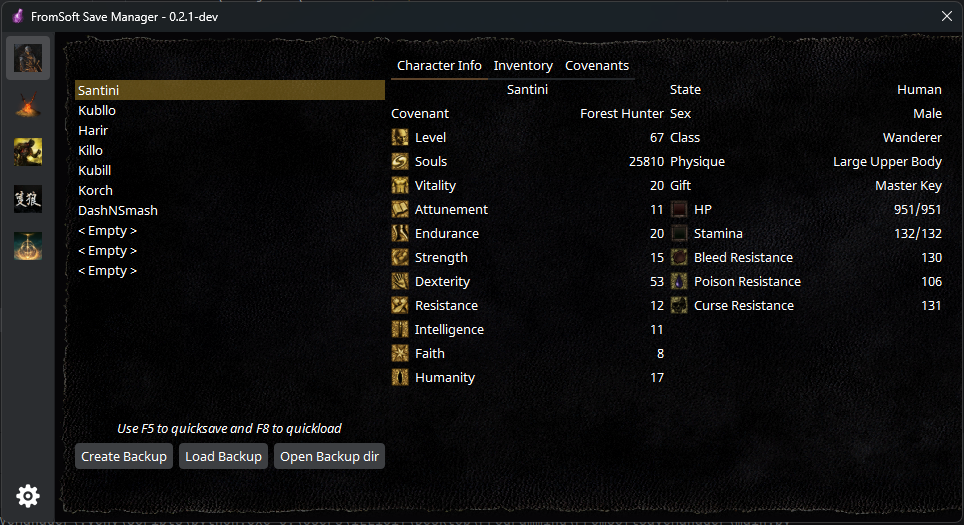 FromSoft Save Manager - 0.2.1-dev
Character Info Inventory Covenants
Santini
Kubllo
Harir
Killo
Kubill
Korch
DashNSmash
< Empty >
< Empty >
< Empty >
Use F5 to quicksave and F8 to quickload
Create Backup Load Backup Open Backup dir
Santini
Covenant Forest Hunter
Level 67
Souls 25810
Vitality 20
Attunement 11
Endurance 20
Strength 15
Dexterity 53
Resistance 12
Intelligence 11
Faith 8
Humanity 17
State Human
Sex Male
Class Wanderer
Physique Large Upper Body
Gift Master Key
HP 951/951
Stamina 132/132
Bleed Resistance 130
Poison Resistance 106
Curse Resistance 131